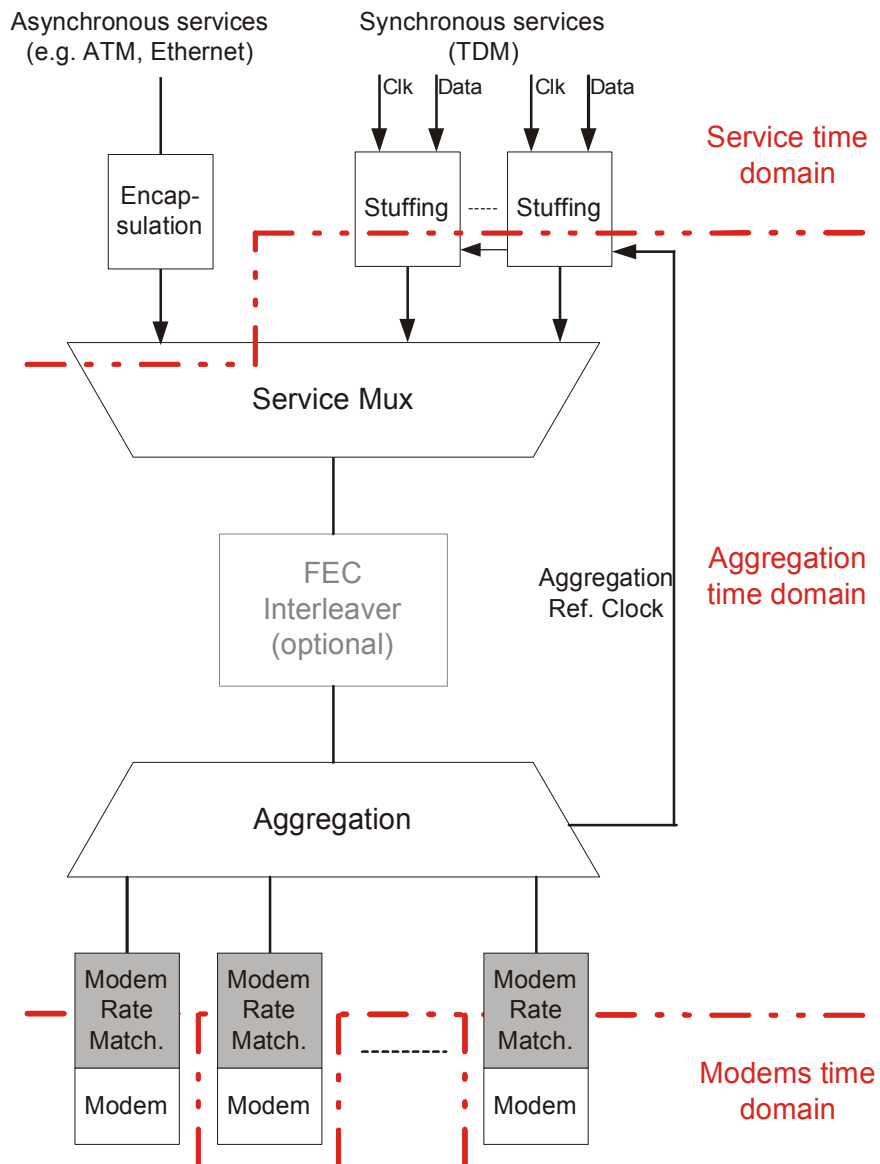 Asynchronous services
(e.g. ATM, Ethernet)
Synchronous services
(TDM)
Clk
Data
Clk
Data
Service time
domain
Encap-
sulation
Stuffing
Stuffing
Service Mux
FEC
Interleaver
(optional)
Aggregation
Ref. Clock
Aggregation
time domain
Aggregation
Modem
Rate
Match.
Modem
Rate
Match.
Modem
Rate
Match.
Modem
Modem
Modem
Modems time
domain